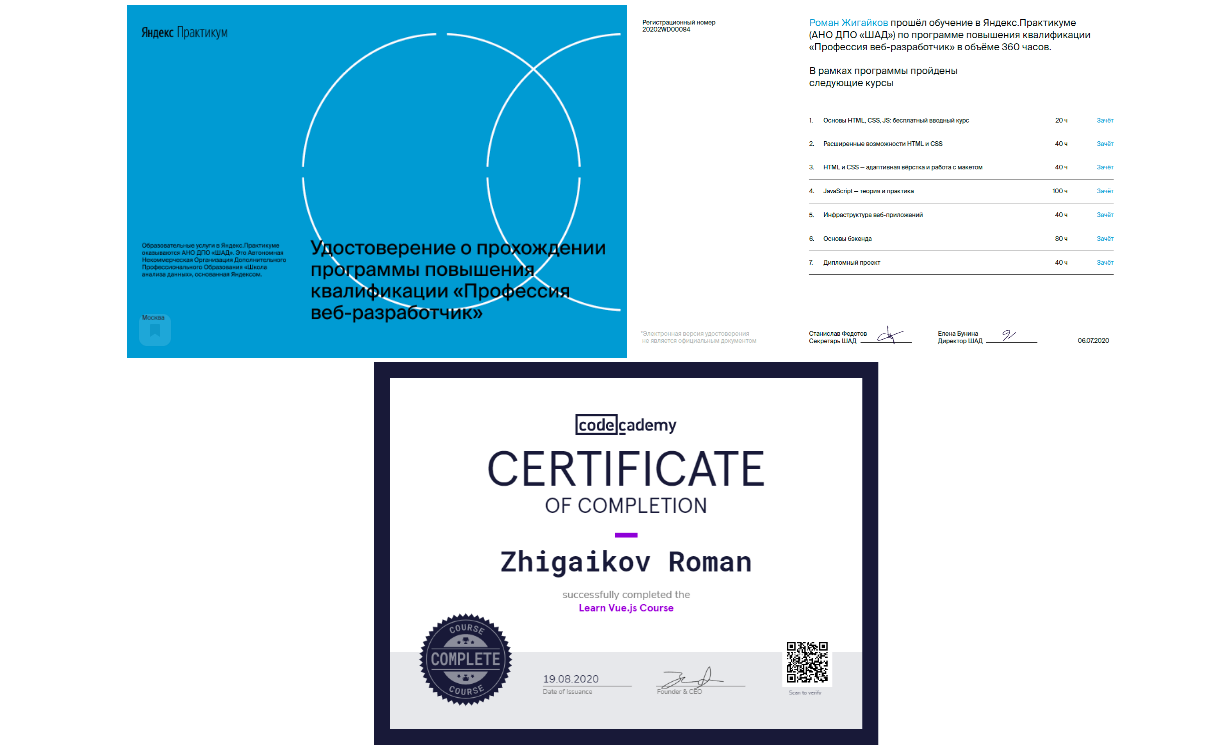 Яндекс Практикум
Образовательные услуги в Яндекс.Практикуме
оказываются АНО ДПО «ШАД». Это Автономная
Некоммерческая Организация Дополнительного
Профессионального Образования «Школа
анализа данных», основанная Яндексом.
Москва
Удостоверение о прохождении
программы повышения
квалификации «Профессия
веб-разработчик»
Регистрационный номер
20202WD00084
Роман Жигайков прошёл обучение в Яндекс.Практикуме
(АНО ДПО «ШАД») по программе повышения квалификации
«Профессия веб-разработчик» в объёме 360 часов.
В рамках программы пройдены
следующие курсы
1. Основы HTML, CSS, JS: бесплатный вводный курс 20 ч Зачёт
2. Расширенные возможности HTML и CSS 40 ч Зачёт
3. HTML и CSS — адаптивная вёрстка и работа с макетом 40 ч Зачёт
4. JavaScript — теория и практика 100 ч Зачёт
5. Инфраструктура веб-приложений 40 ч Зачёт
6. Основы бэкенда 80 ч Зачёт
7. Дипломный проект 40 ч Зачёт
*Электронная версия удостоверения
не является официальным документом
Станислав Федотов
Секретарь ШАД
Елена Бунина
Директор ШАД
06.07.2020
codecademy
CERTIFICATE
OF COMPLETION
Zhigaikov Roman
successfully completed the
Learn Vue.js Course
COURSE
COMPLETE
COURSE
19.08.2020
Date of Issuance
Founder & CEO
Scan to verify